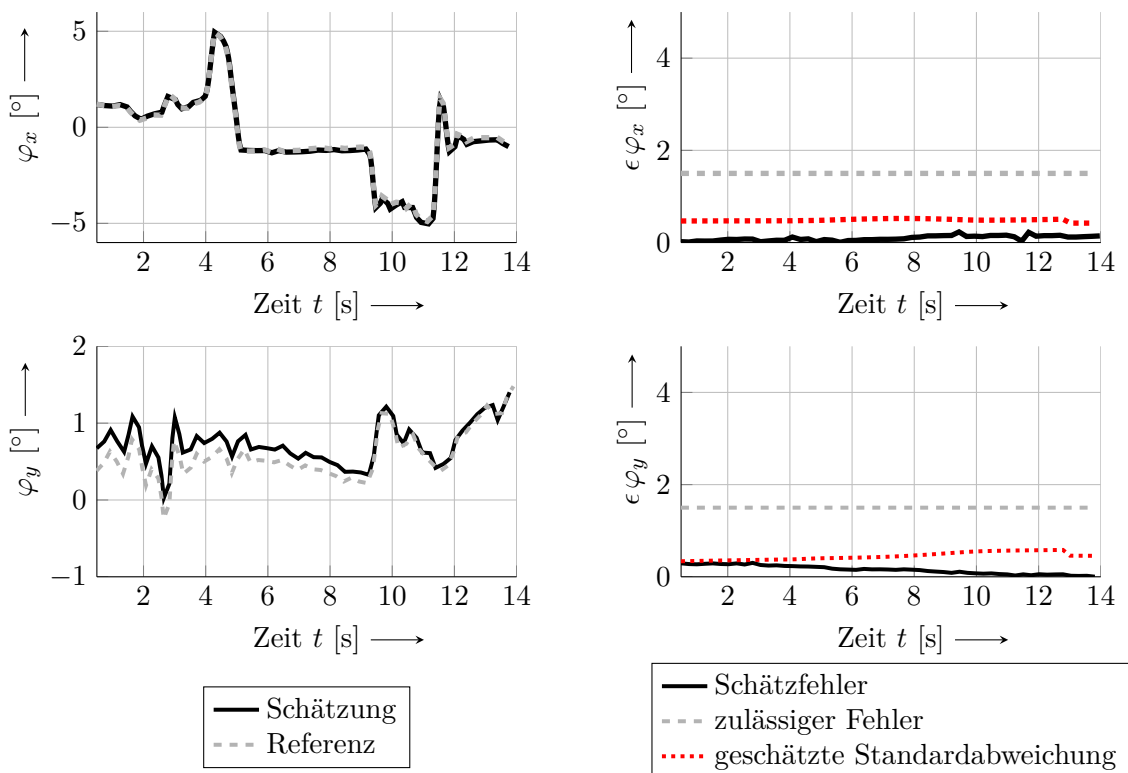 φx [°]
5
0
−5
2 4 6 8 10 12 14
Zeit t [s]
ϵ φx [°]
4
2
0
2 4 6 8 10 12 14
Zeit t [s]
φy [°]
2
1
0
−1
2 4 6 8 10 12 14
Zeit t [s]
ϵ φy [°]
4
2
0
2 4 6 8 10 12 14
Zeit t [s]
Schätzung
Referenz
Schätzfehler
zulässiger Fehler
geschätzte Standardabweichung